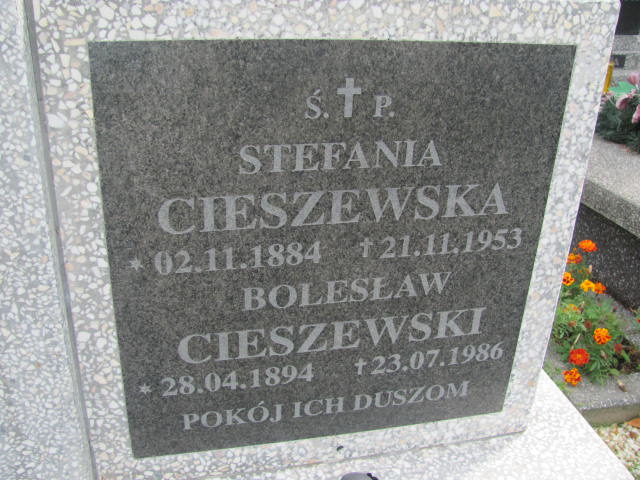 Ś. ✝ P.
STEFANIA
CIESZEWSKA
* 02.11.1884 ✝ 21.11.1953
BOLESŁAW
CIESZEWSKI
* 28.04.1894 ✝ 23.07.1986
POKÓJ ICH DUSZOM